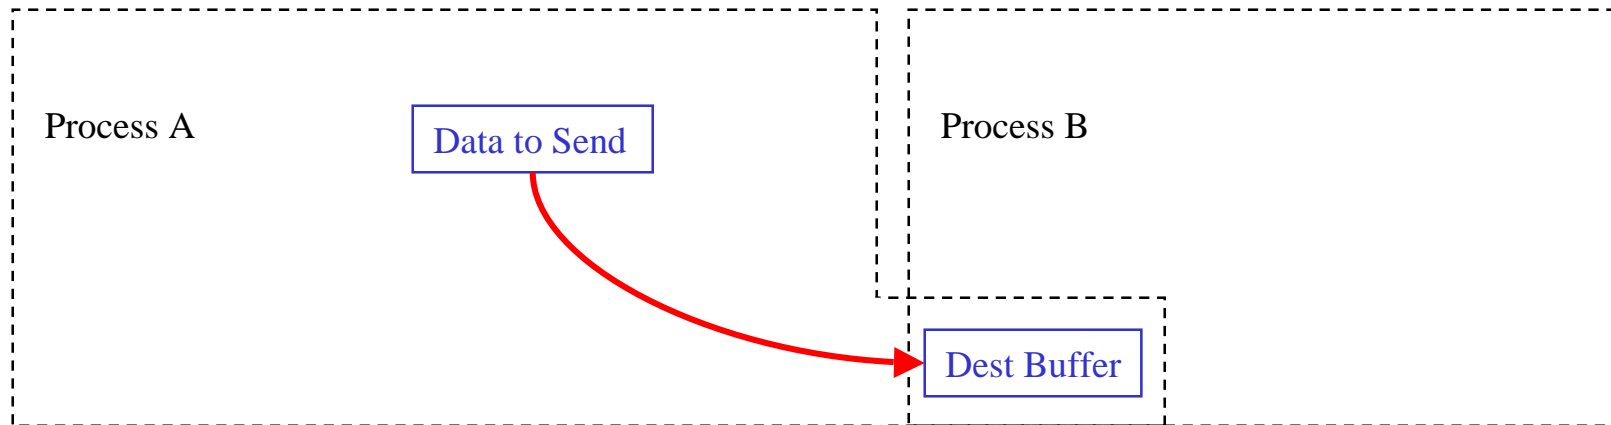 Process A
Data to Send
Process B
Dest Buffer